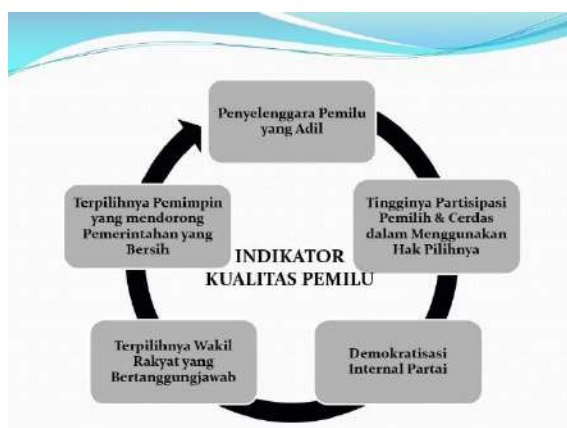 Penyelenggara Pemilu
yang Adil
Tingginya Partisipasi
Pemilih & Cerdas
dalam Menggunakan
Hak Pilihnya
Demokratisasi
Internal Partai
Terpilihnya Wakil
Rakyat yang
Bertanggungjawab
Terpilihnya Pemimpin
yang mendorong
Pemerintahan yang
Bersih
INDIKATOR
KUALITAS PEMILU